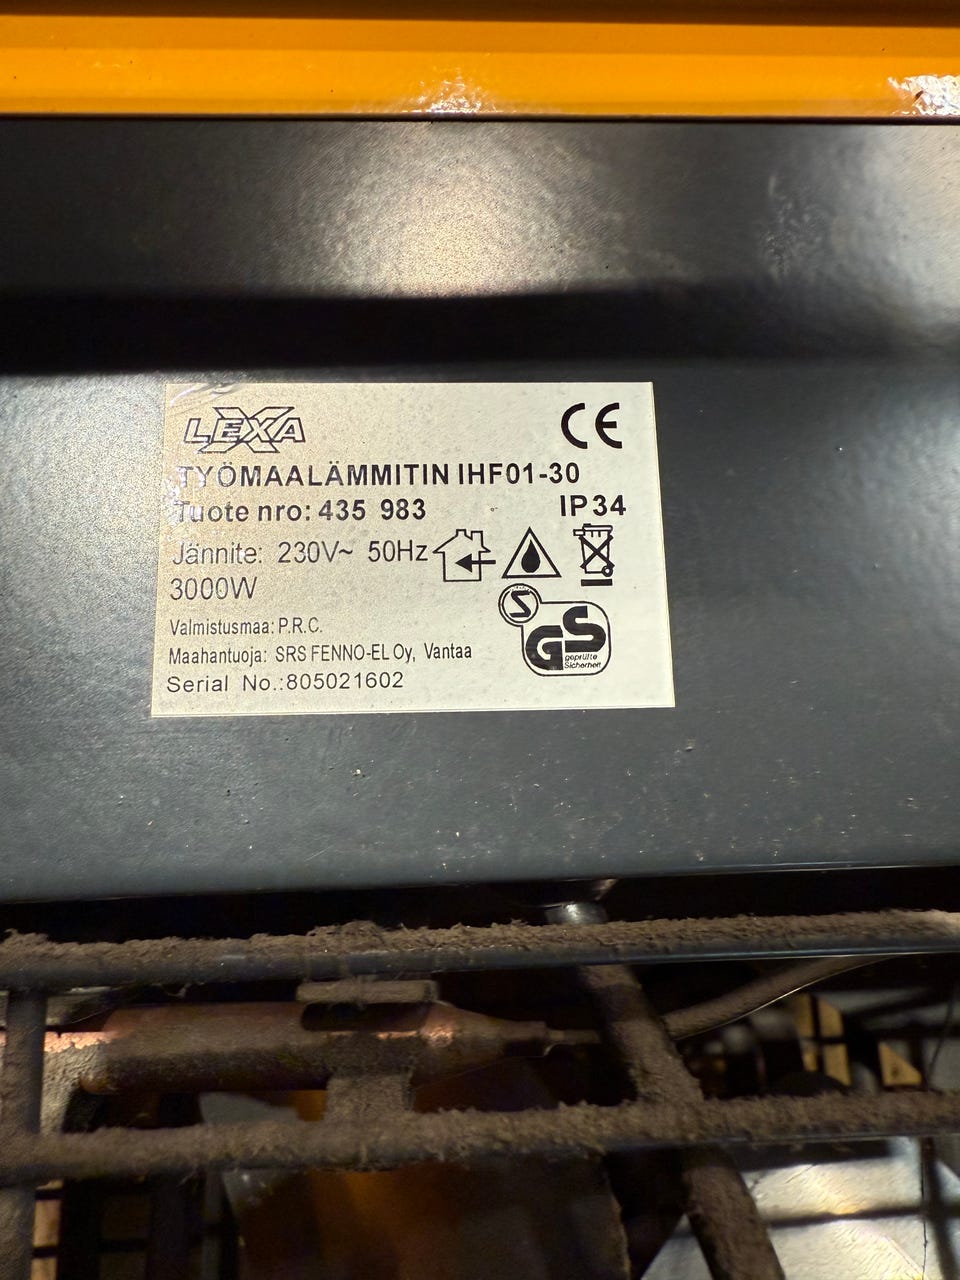 LEXA
CE
TYÖMAALÄMMITIN IHF01-30
Tuote nro: 435 983
IP34
Jännite: 230V~ 50Hz
3000W
Valmistusmaa: P.R.C.
Maahantuoja: SRS FENNO-EL Oy, Vantaa
Serial No.:805021602
S
GS
geprüfte
Sicherheit